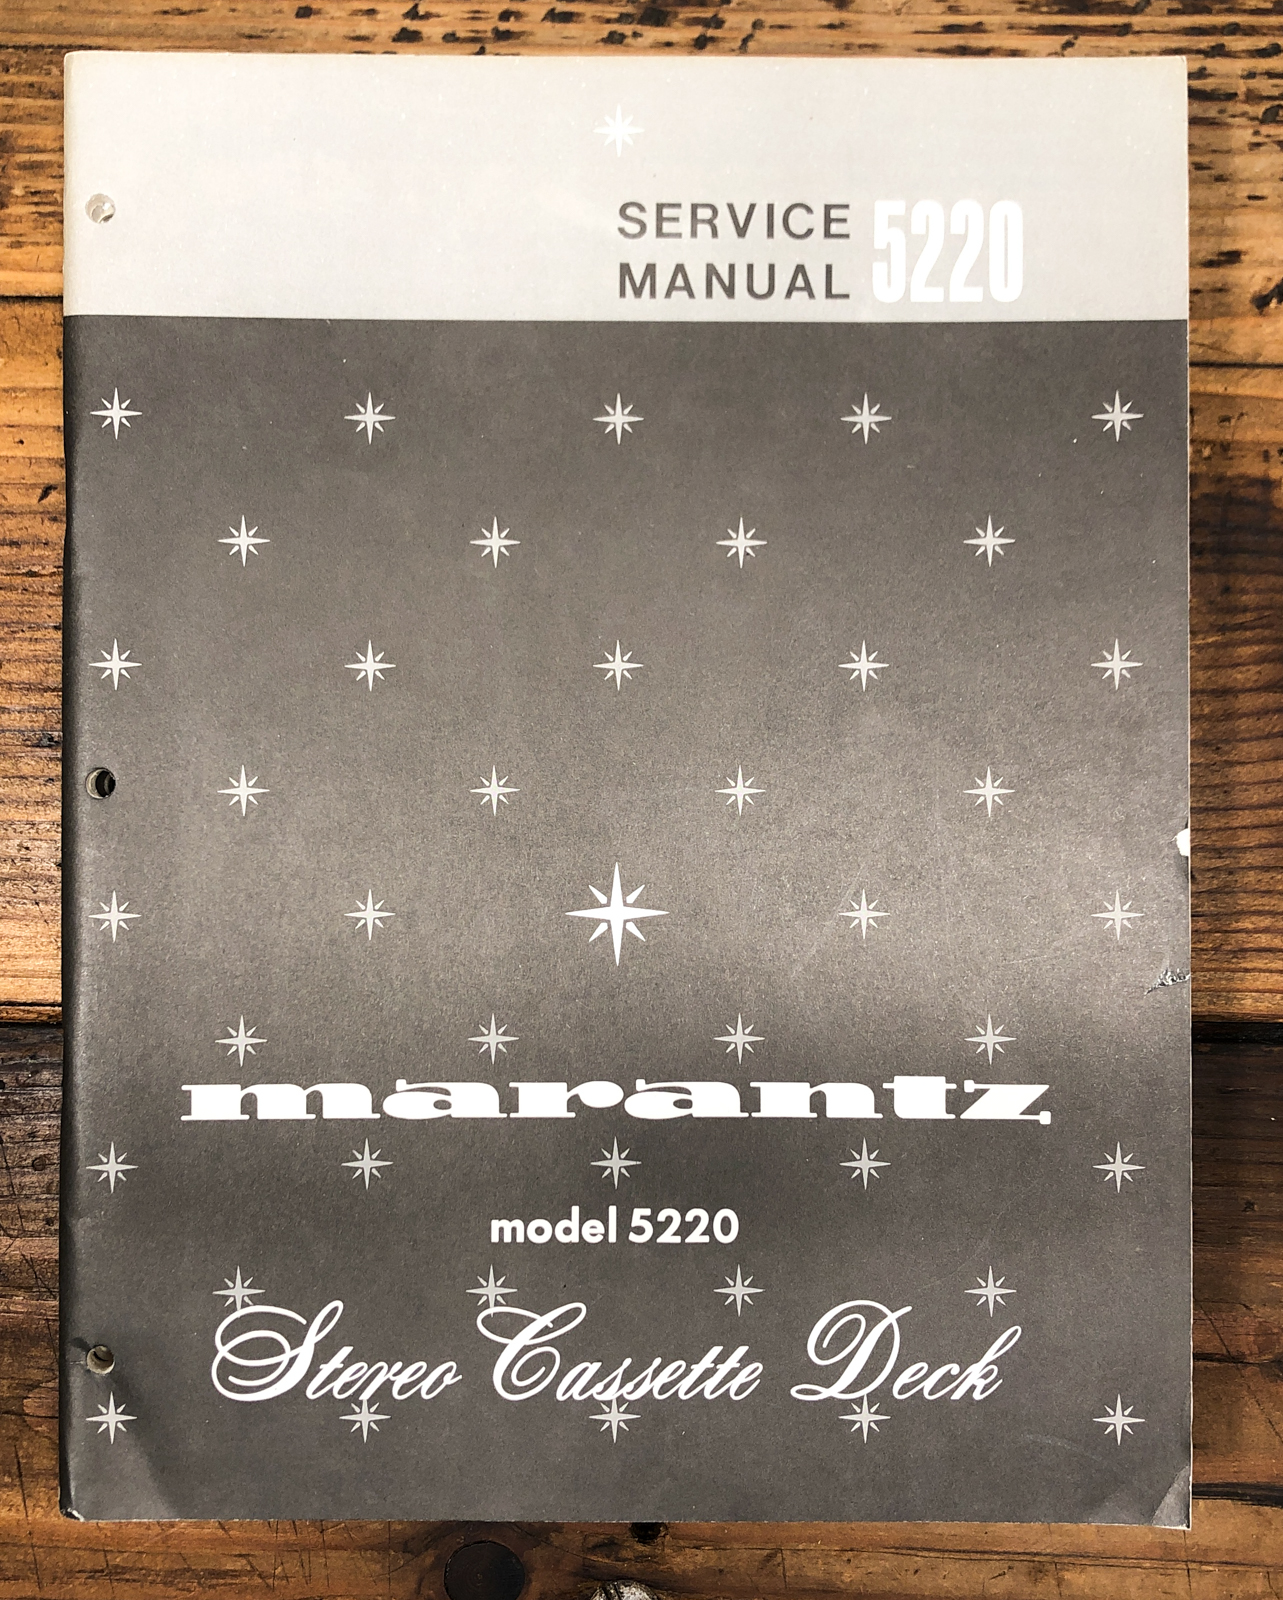 SERVICE
MANUAL 5220
marantz
model 5220
Stereo Cassette Deck